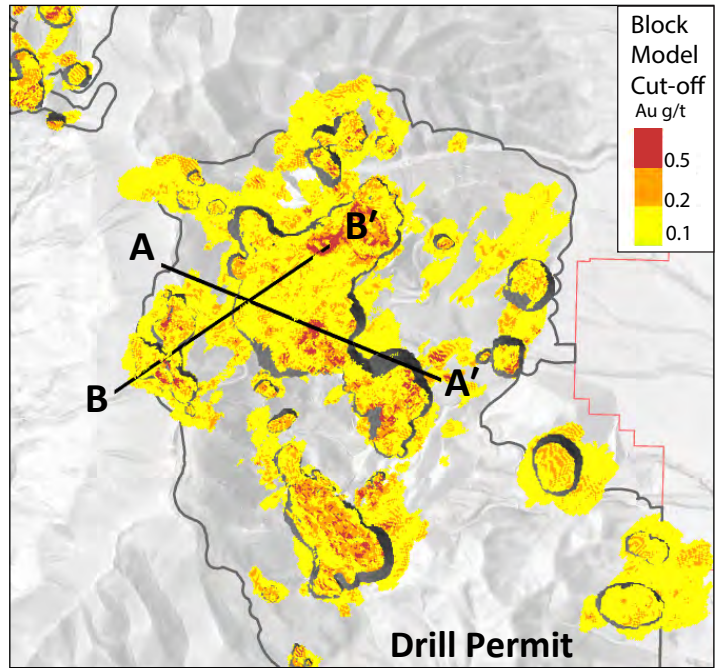 Block
Model
Cut-off
Au g/t
0.5
0.2
0.1
B’
A
A’
B
Drill Permit